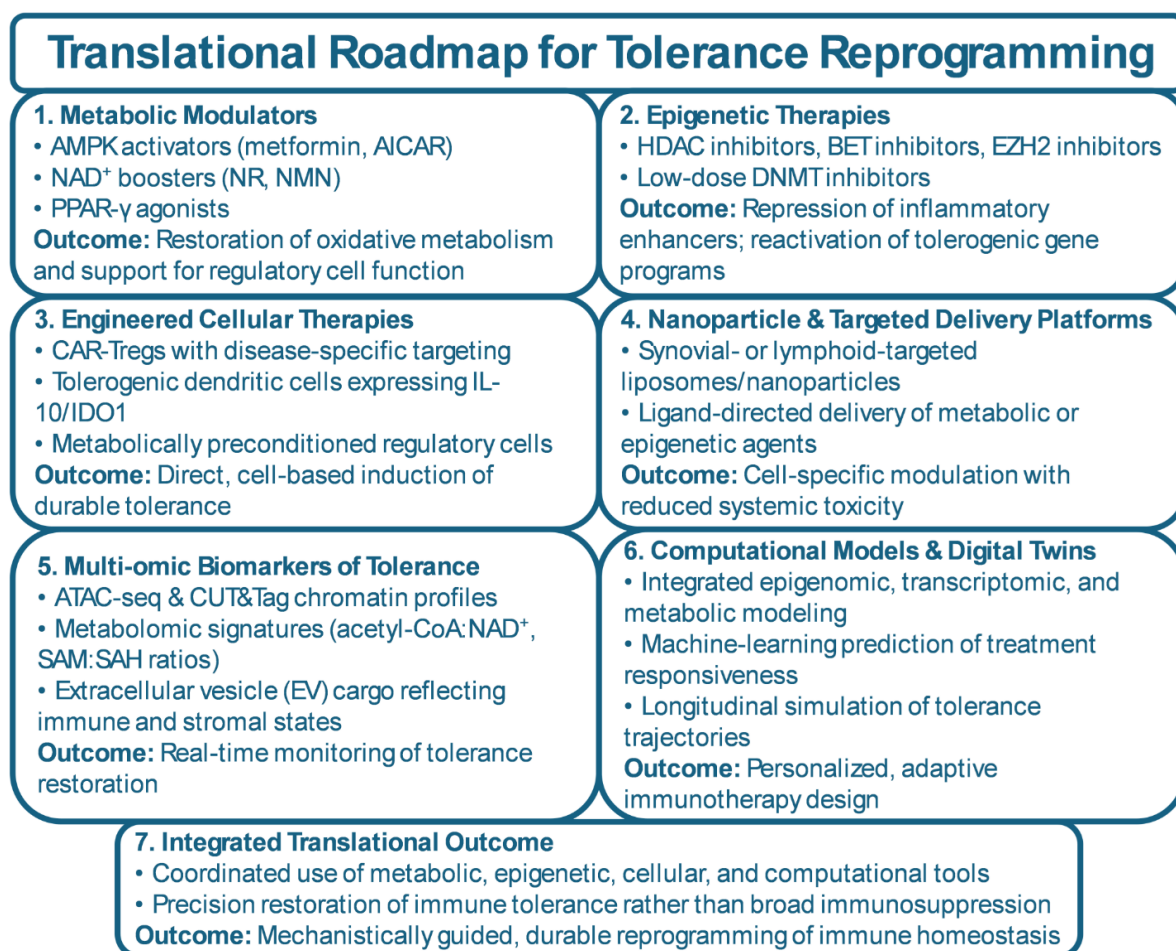 Translational Roadmap for Tolerance Reprogramming
1. Metabolic Modulators
• AMPK activators (metformin, AICAR)
• NAD⁺ boosters (NR, NMN)
• PPAR-γ agonists
Outcome: Restoration of oxidative metabolism
and support for regulatory cell function
2. Epigenetic Therapies
• HDAC inhibitors, BET inhibitors, EZH2 inhibitors
• Low-dose DNMT inhibitors
Outcome: Repression of inflammatory
enhancers; reactivation of tolerogenic gene
programs
3. Engineered Cellular Therapies
• CAR-Tregs with disease-specific targeting
• Tolerogenic dendritic cells expressing IL-
10/IDO1
• Metabolically preconditioned regulatory cells
Outcome: Direct, cell-based induction of
durable tolerance
4. Nanoparticle & Targeted Delivery Platforms
• Synovial- or lymphoid-targeted
liposomes/nanoparticles
• Ligand-directed delivery of metabolic or
epigenetic agents
Outcome: Cell-specific modulation with
reduced systemic toxicity
5. Multi-omic Biomarkers of Tolerance
• ATAC-seq & CUT&Tag chromatin profiles
• Metabolomic signatures (acetyl-CoA:NAD⁺,
SAM:SAH ratios)
• Extracellular vesicle (EV) cargo reflecting
immune and stromal states
Outcome: Real-time monitoring of tolerance
restoration
6. Computational Models & Digital Twins
• Integrated epigenomic, transcriptomic, and
metabolic modeling
• Machine-learning prediction of treatment
responsiveness
• Longitudinal simulation of tolerance
trajectories
Outcome: Personalized, adaptive
immunotherapy design
7. Integrated Translational Outcome
• Coordinated use of metabolic, epigenetic, cellular, and computational tools
• Precision restoration of immune tolerance rather than broad immunosuppression
Outcome: Mechanistically guided, durable reprogramming of immune homeostasis